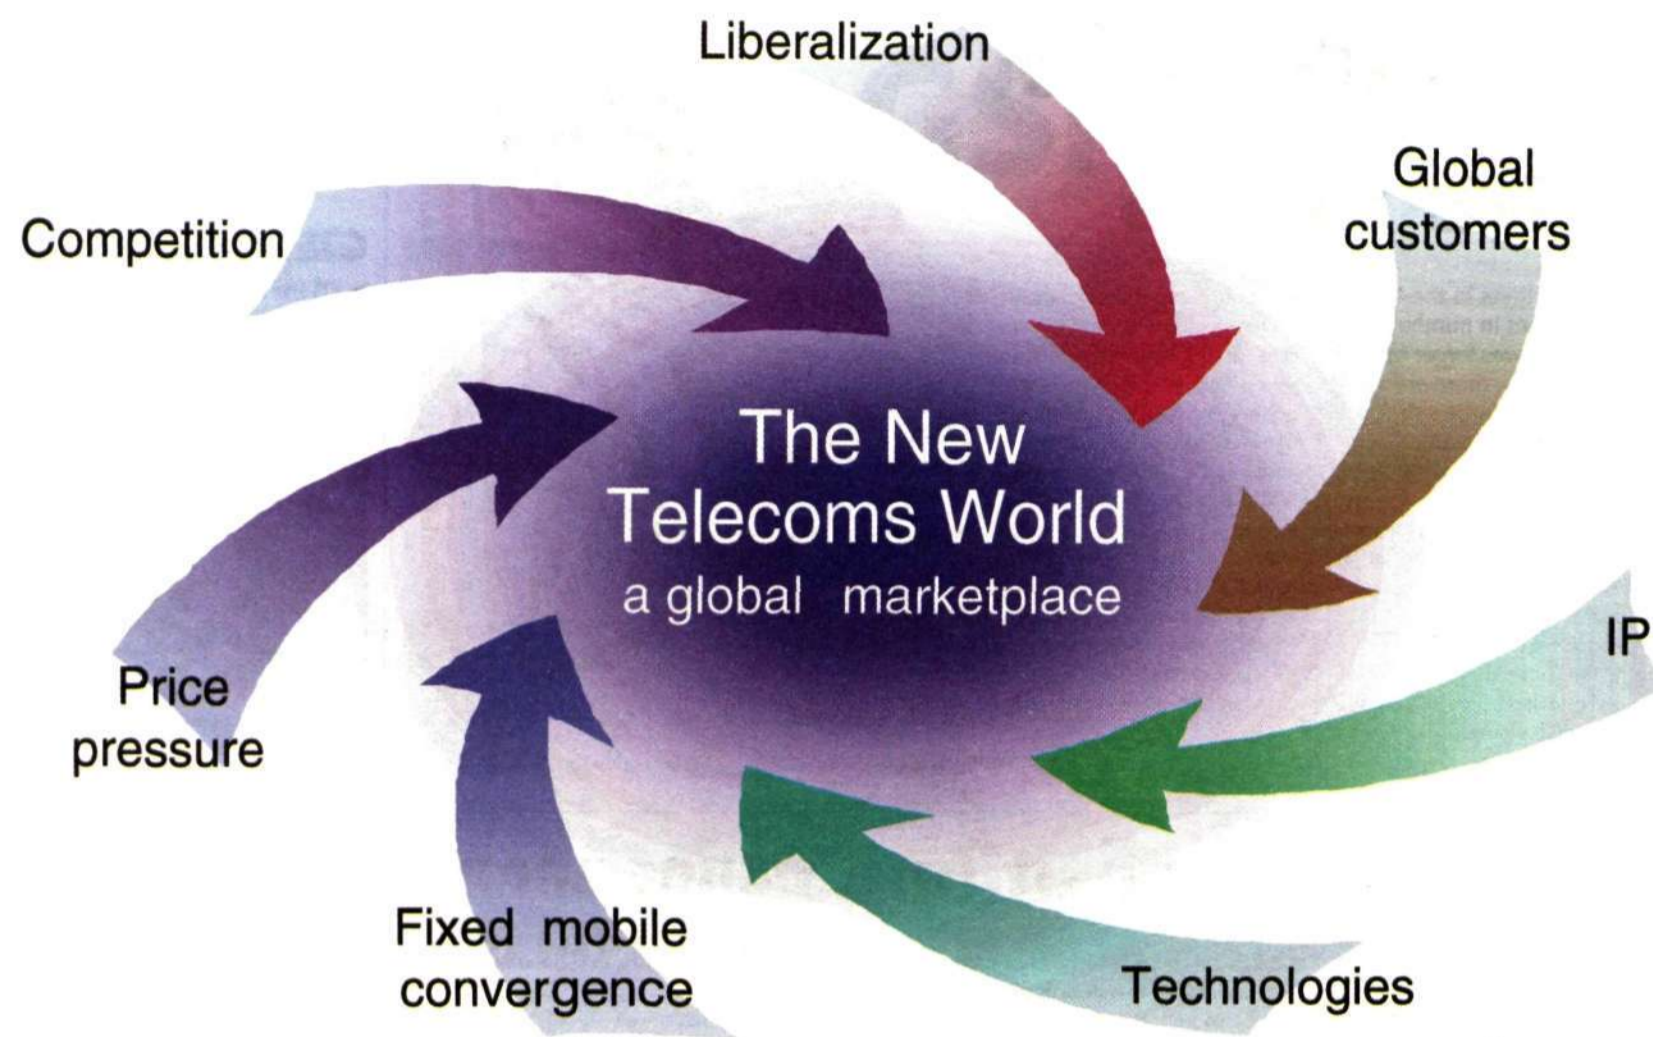 Liberalization
Global
customers
Competition
The New
Telecoms World
a global marketplace
IP
Price
pressure
Fixed mobile
convergence
Technologies